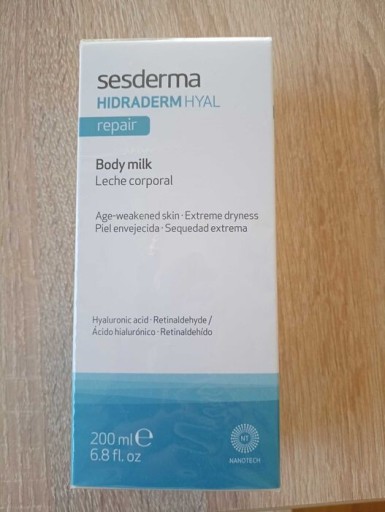 sesderma
HIDRADERM HYAL
repair
Body milk
Leche corporal
Age-weakened skin · Extreme dryness
Piel envejecida · Sequedad extrema
Hyaluronic acid · Retinaldehyde /
Ácido hialurónico · Retinaldehído
200 ml ℮
6.8 fl. oz
NT
NANOTECH